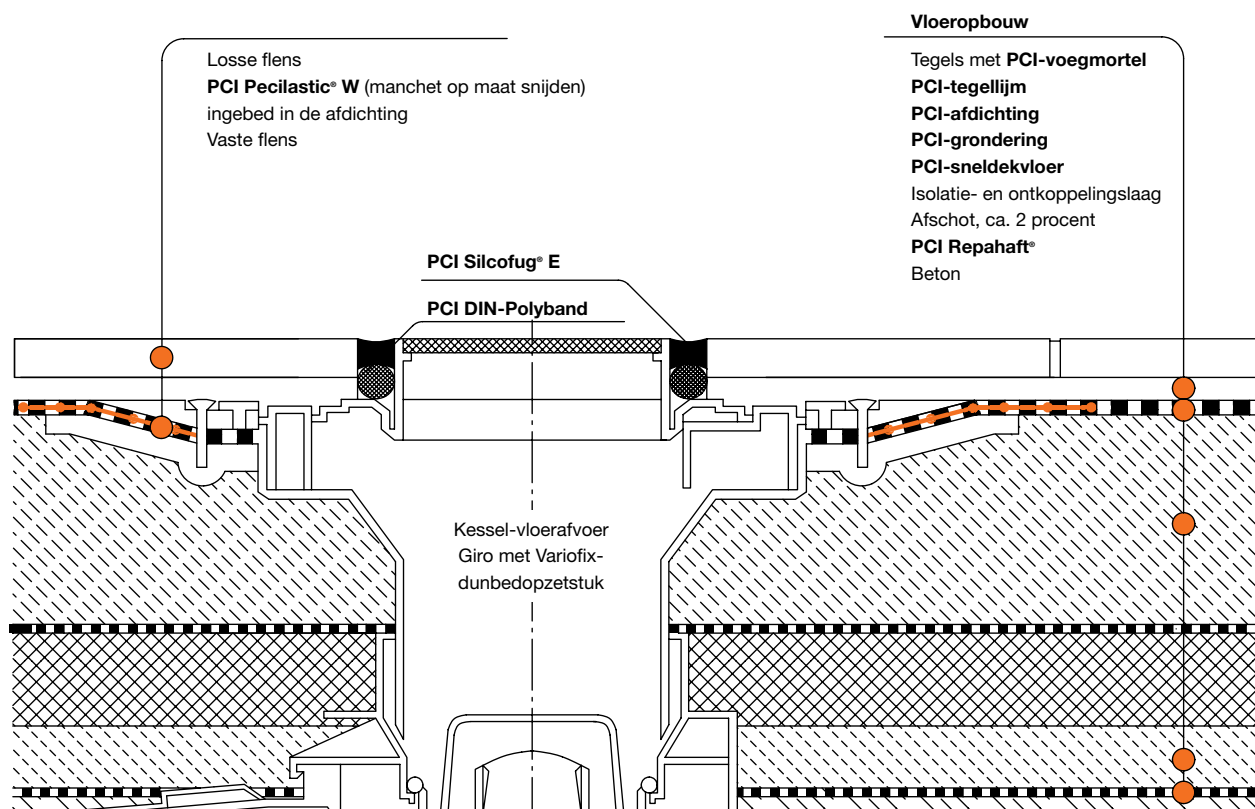 Losse flens
PCI Pecilastic® W (manchet op maat snijden)
ingebed in de afdichting
Vaste flens
Vloeropbouw
Tegels met PCI-voegmortel
PCI-tegellijm
PCI-afdichting
PCI-grondering
PCI-sneldekvloer
Isolatie- en ontkoppelingslaag
Afschot, ca. 2 procent
PCI Repahaft®
Beton
PCI Silcofug® E
PCI DIN-Polyband
Kessel-vloerafvoer
Giro met Variofix-
dunbedopzetstuk